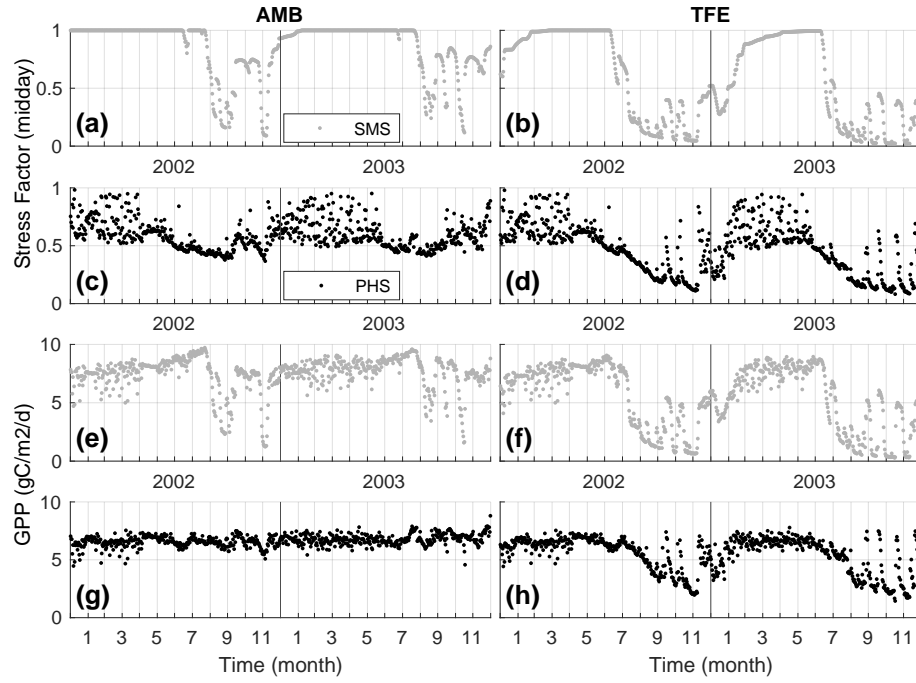 AMB TFE
Stress Factor (midday)
1
0.5
0
(a)
SMS
(b)
2002 2003 2002 2003
1
0.5
0
(c)
PHS
(d)
2002 2003 2002 2003
GPP (gC/m2/d)
10
5
0
(e)
(f)
2002 2003 2002 2003
10
5
0
(g)
(h)
1 3 5 7 9 11 1 3 5 7 9 11 1 3 5 7 9 11 1 3 5 7 9 11
Time (month) Time (month)